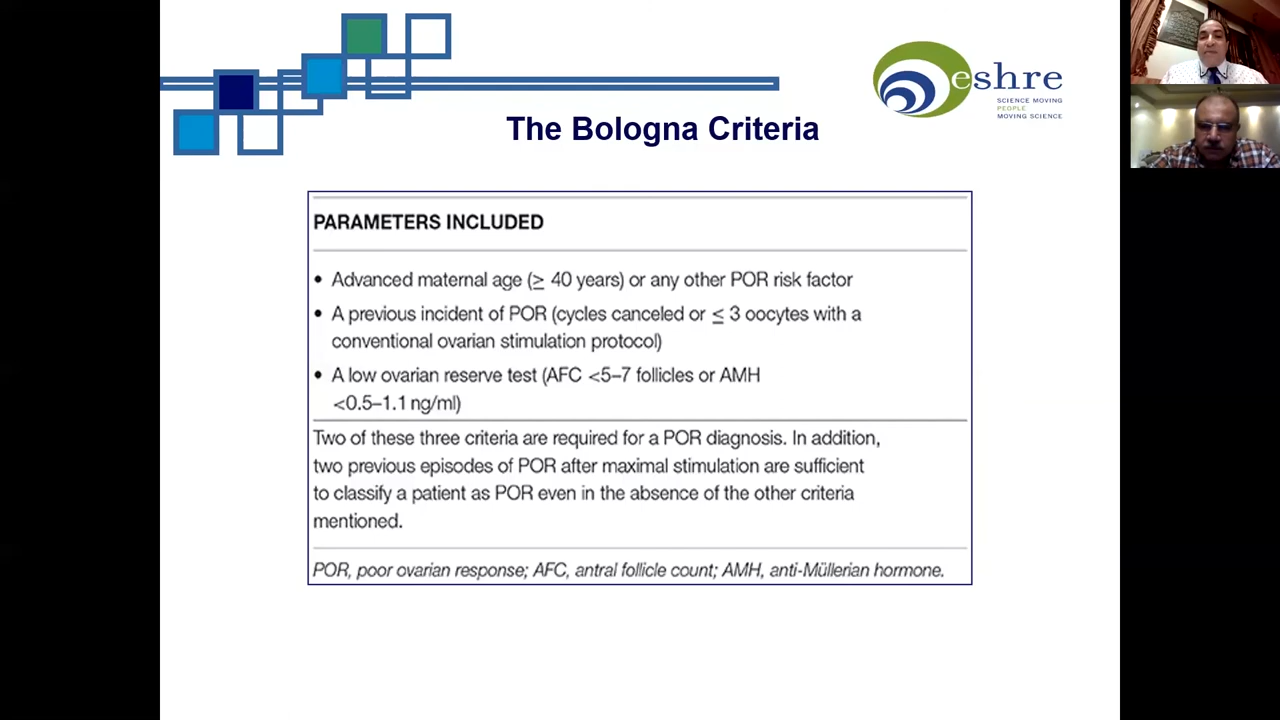 eshre
SCIENCE MOVING
PEOPLE
MOVING SCIENCE
The Bologna Criteria
PARAMETERS INCLUDED
• Advanced maternal age (≥ 40 years) or any other POR risk factor
• A previous incident of POR (cycles canceled or ≤ 3 oocytes with a
conventional ovarian stimulation protocol)
• A low ovarian reserve test (AFC <5–7 follicles or AMH
<0.5–1.1 ng/ml)
Two of these three criteria are required for a POR diagnosis. In addition,
two previous episodes of POR after maximal stimulation are sufficient
to classify a patient as POR even in the absence of the other criteria
mentioned.
POR, poor ovarian response; AFC, antral follicle count; AMH, anti-Müllerian hormone.